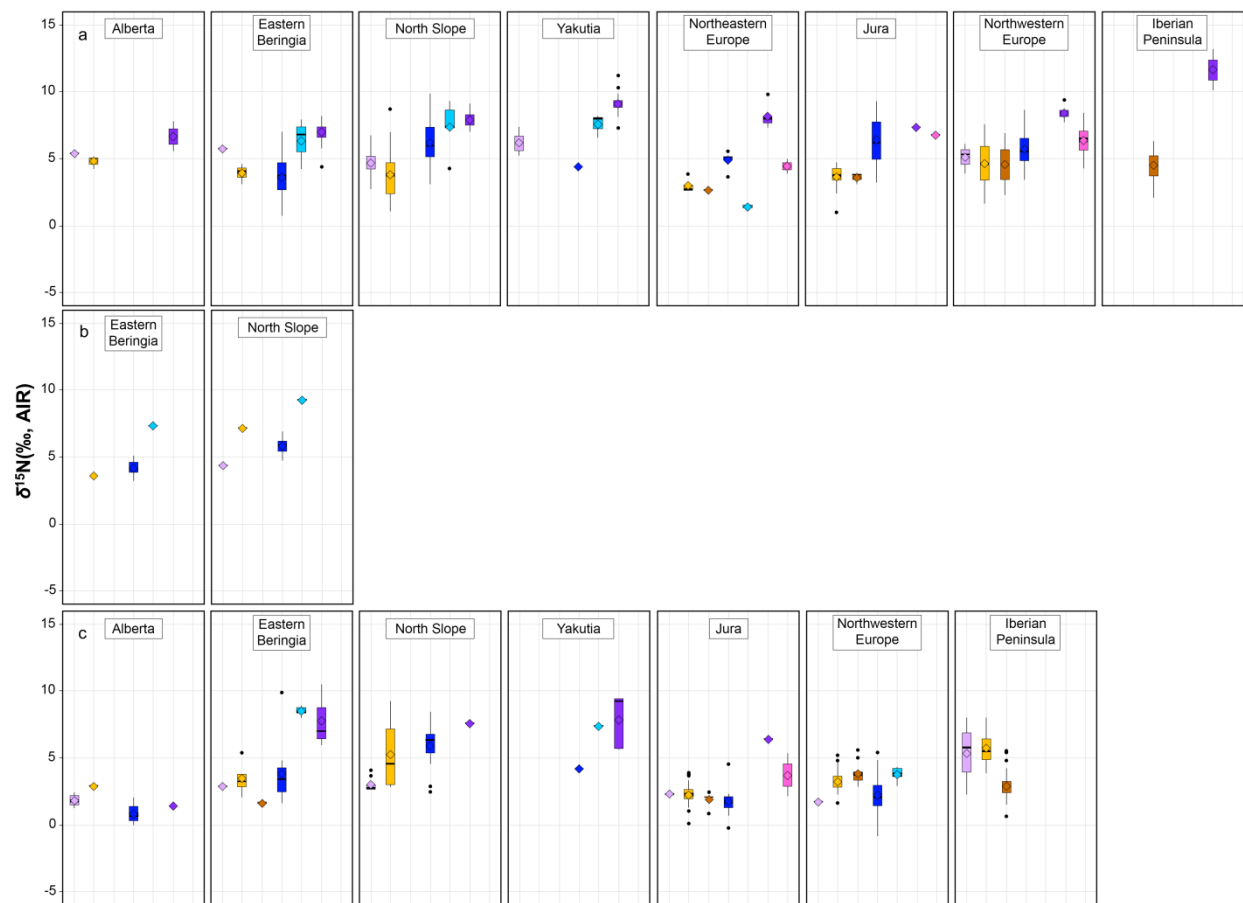 a
Alberta
Eastern
Beringia
North Slope
Yakutia
Northeastern
Europe
Jura
Northwestern
Europe
Iberian
Peninsula
15
10
5
0
-5
b
Eastern
Beringia
North Slope
15
10
5
0
-5
δ¹⁵N(‰, AIR)
c
Alberta
Eastern
Beringia
North Slope
Yakutia
Jura
Northwestern
Europe
Iberian
Peninsula
15
10
5
0
-5